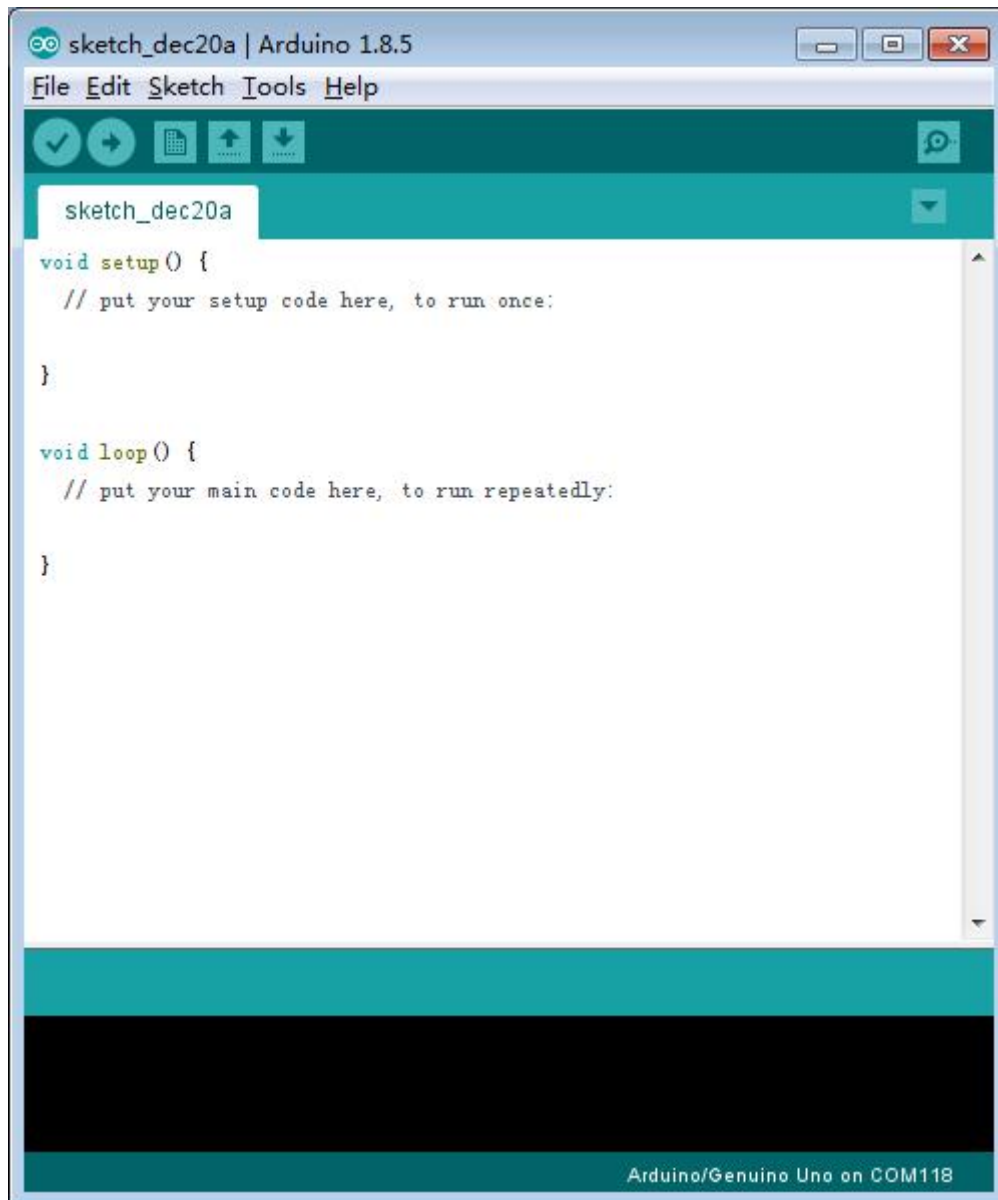 sketch_dec20a | Arduino 1.8.5
File Edit Sketch Tools Help
sketch_dec20a
void setup() {
  // put your setup code here, to run once:
}
void loop() {
  // put your main code here, to run repeatedly:
}
Arduino/Genuino Uno on COM118